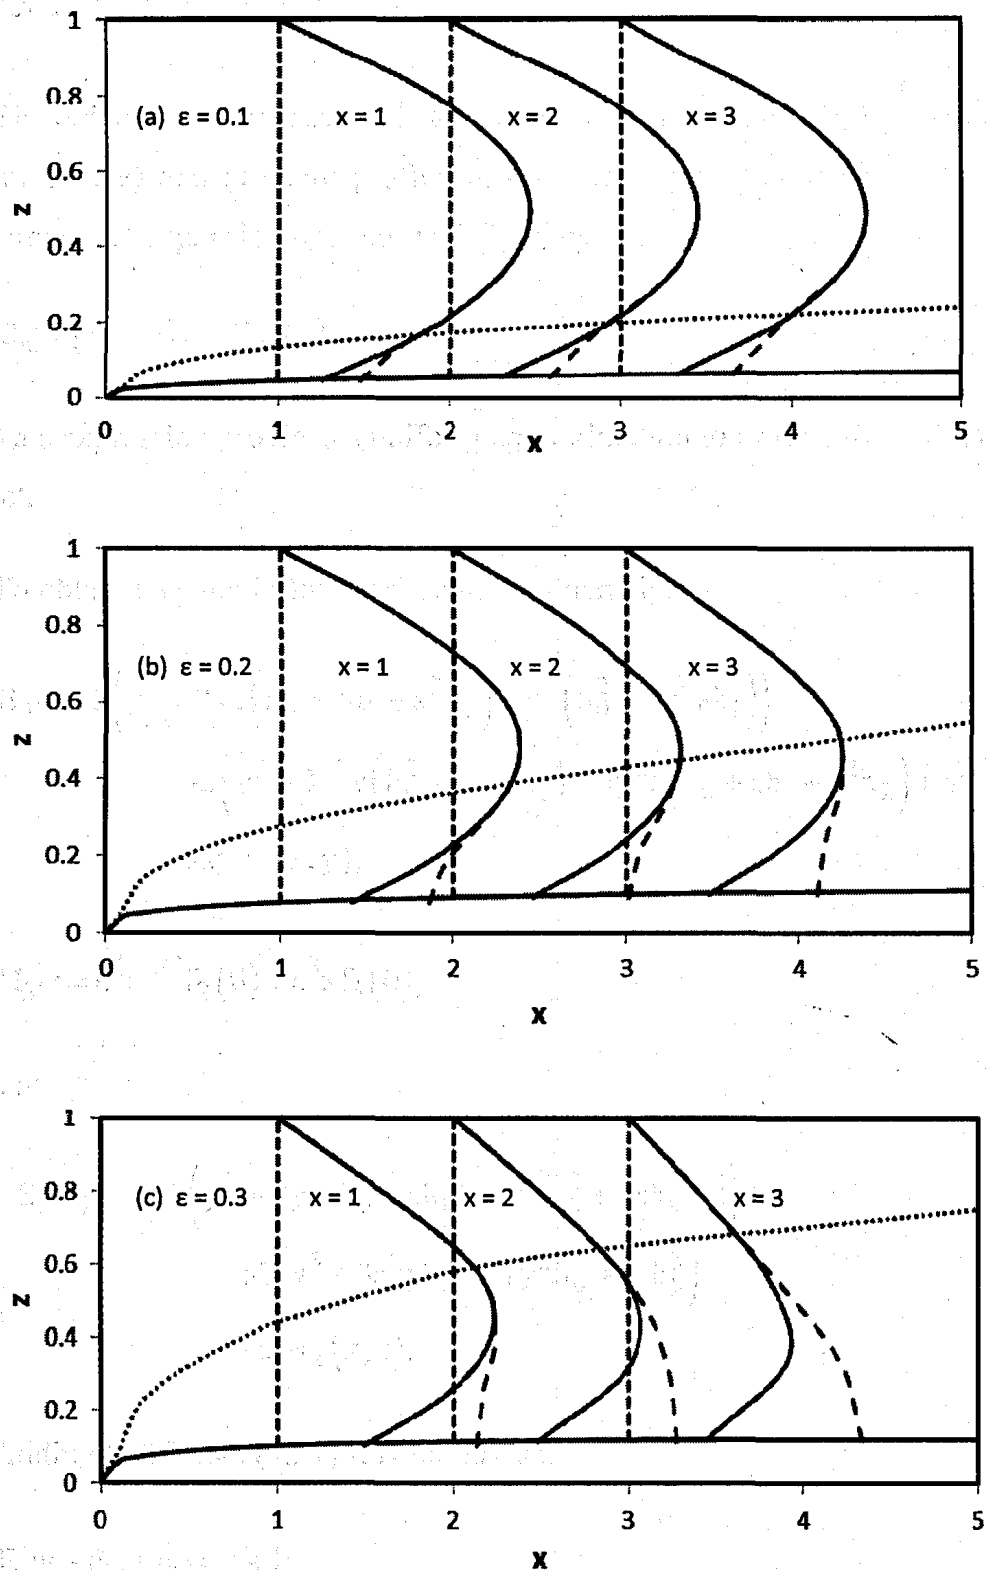 1
0.8
0.6
0.4
0.2
0
z
(a) ε = 0.1
x = 1
x = 2
x = 3
0 1 2 3 4 5
x
1
0.8
0.6
0.4
0.2
0
z
(b) ε = 0.2
x = 1
x = 2
x = 3
0 1 2 3 4 5
x
1
0.8
0.6
0.4
0.2
0
z
(c) ε = 0.3
x = 1
x = 2
x = 3
0 1 2 3 4 5
x